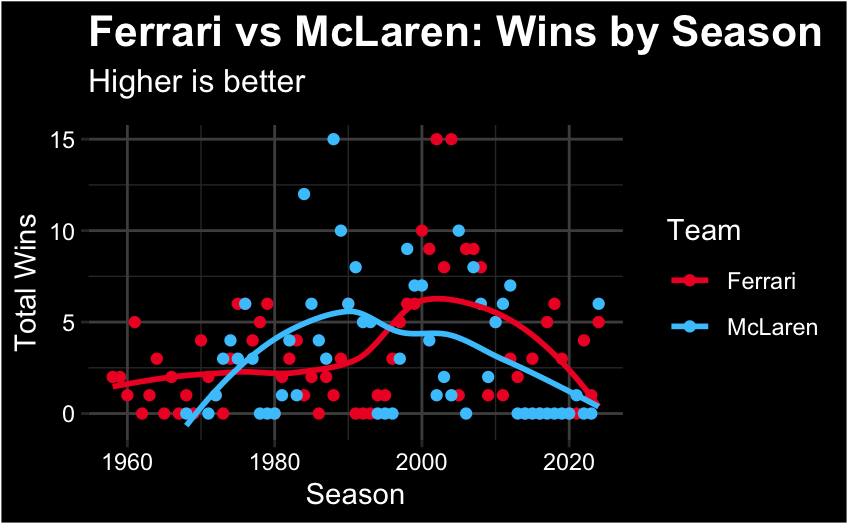 Ferrari vs McLaren: Wins by Season
Higher is better
Total Wins
15
10
5
0
1960
1980
2000
2020
Season
Team
Ferrari
McLaren